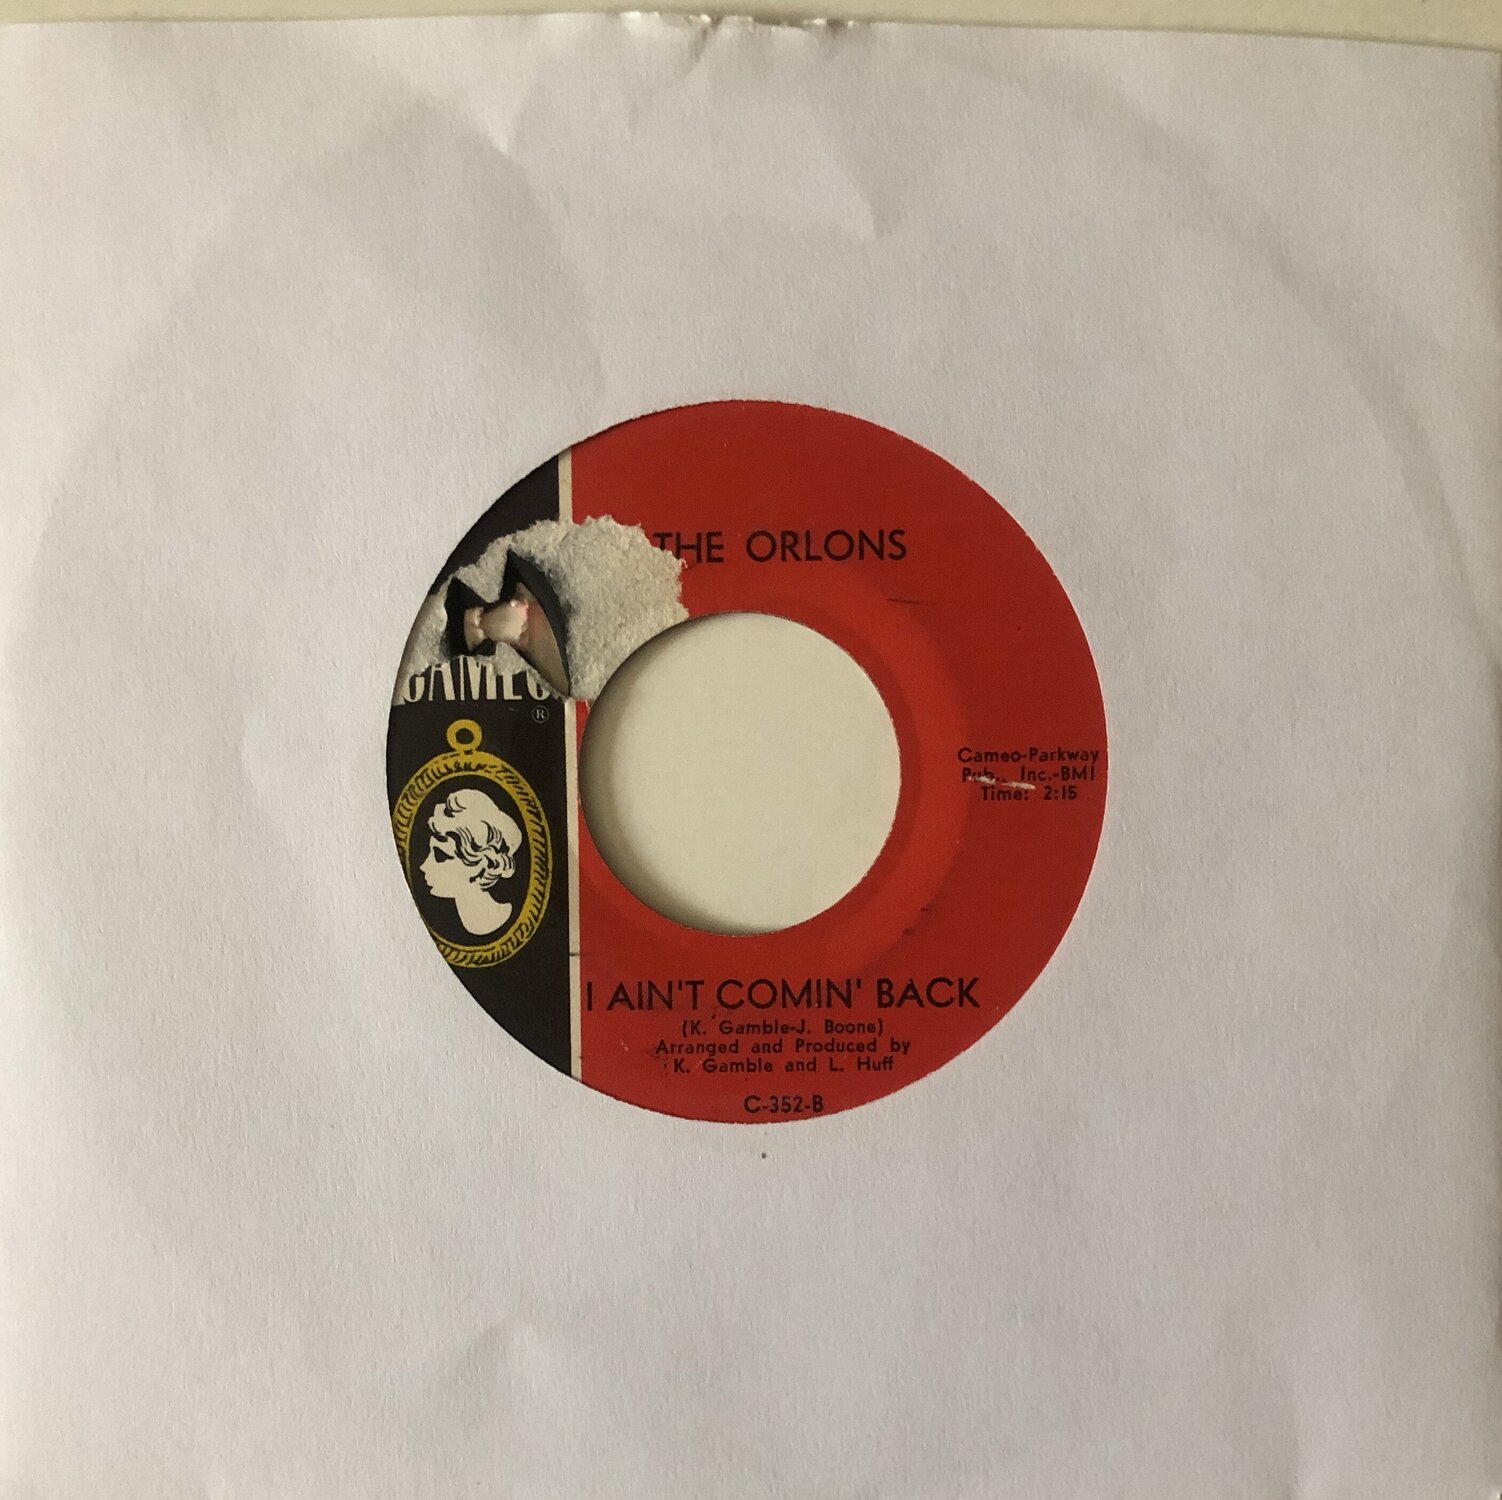 THE ORLONS
CAMEO
®
Cameo-Parkway
Pub., Inc.-BMI
Time: 2:15
I AIN'T COMIN' BACK
(K. Gamble-J. Boone)
Arranged and Produced by
K. Gamble and L. Huff
C-352-B